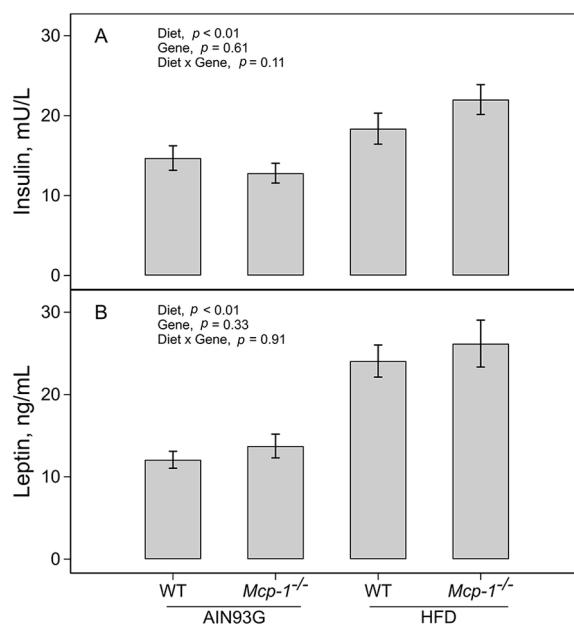 A
Diet, p < 0.01
Gene, p = 0.61
Diet x Gene, p = 0.11
Insulin, mU/L
30
20
10
0
B
Diet, p < 0.01
Gene, p = 0.33
Diet x Gene, p = 0.91
Leptin, ng/mL
30
20
10
0
WT Mcp-1-/- WT Mcp-1-/-
AIN93G HFD